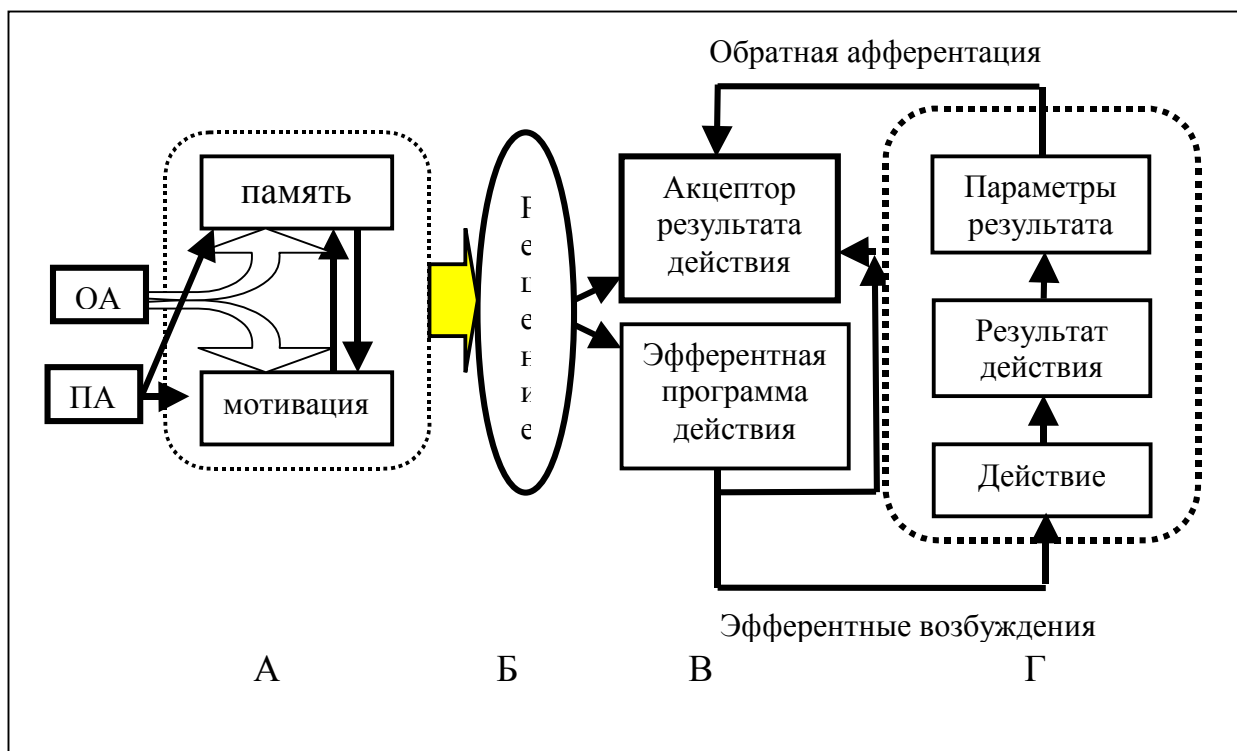 Обратная афферентация
память
ОА
ПА
мотивация
Решение
Акцептор
результата
действия
Эфферентная
программа
действия
Параметры
результата
Результат
действия
Действие
Эфферентные возбуждения
А
Б
В
Г